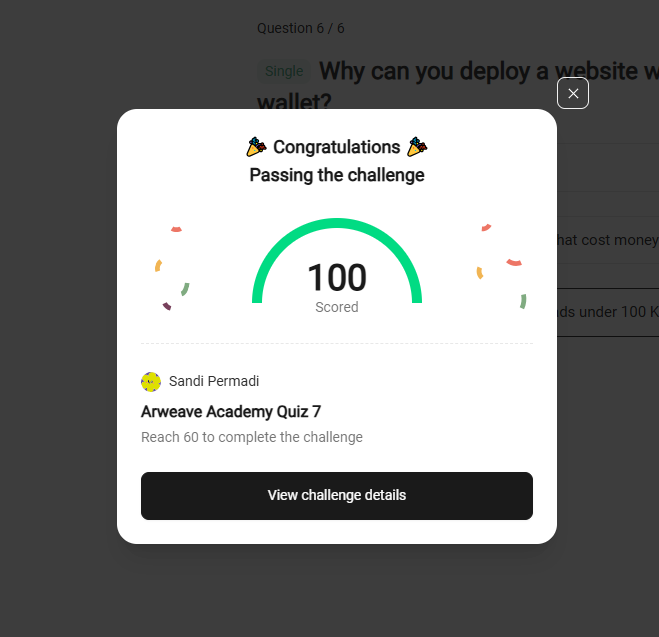 Question 6 / 6
Single Why can you deploy a website w
wallet?
Congratulations
Passing the challenge
100
Scored
hat cost money
ds under 100 K
Sandi Permadi
Arweave Academy Quiz 7
Reach 60 to complete the challenge
View challenge details